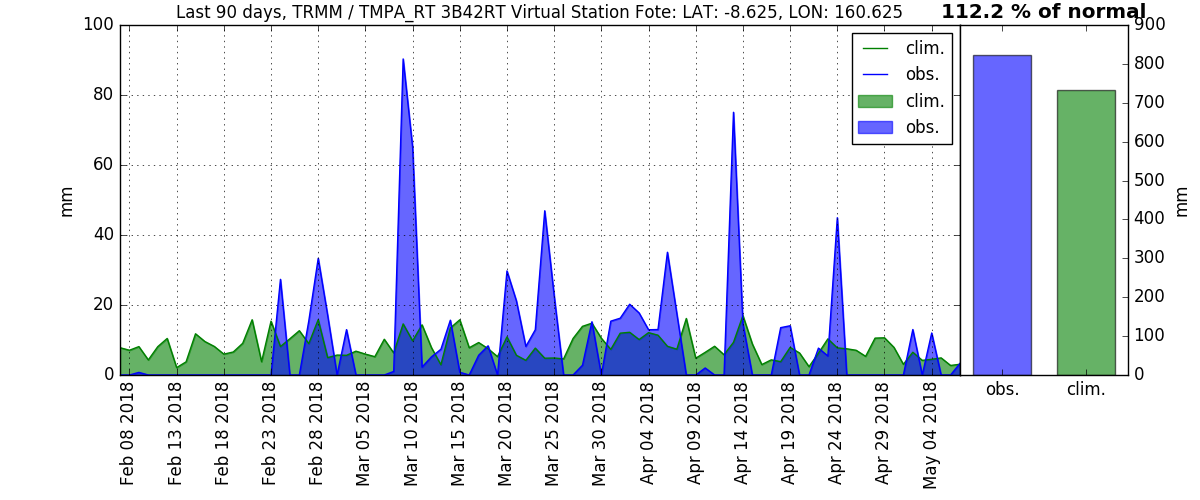 Last 90 days, TRMM / TMPA_RT 3B42RT Virtual Station Fote: LAT: -8.625, LON: 160.625
112.2 % of normal
100
80
60
40
20
0
mm
clim.
obs.
clim.
obs.
900
800
700
600
500
400
300
200
100
0
mm
obs.
clim.
Feb 08 2018
Feb 13 2018
Feb 18 2018
Feb 23 2018
Feb 28 2018
Mar 05 2018
Mar 10 2018
Mar 15 2018
Mar 20 2018
Mar 25 2018
Mar 30 2018
Apr 04 2018
Apr 09 2018
Apr 14 2018
Apr 19 2018
Apr 24 2018
Apr 29 2018
May 04 2018